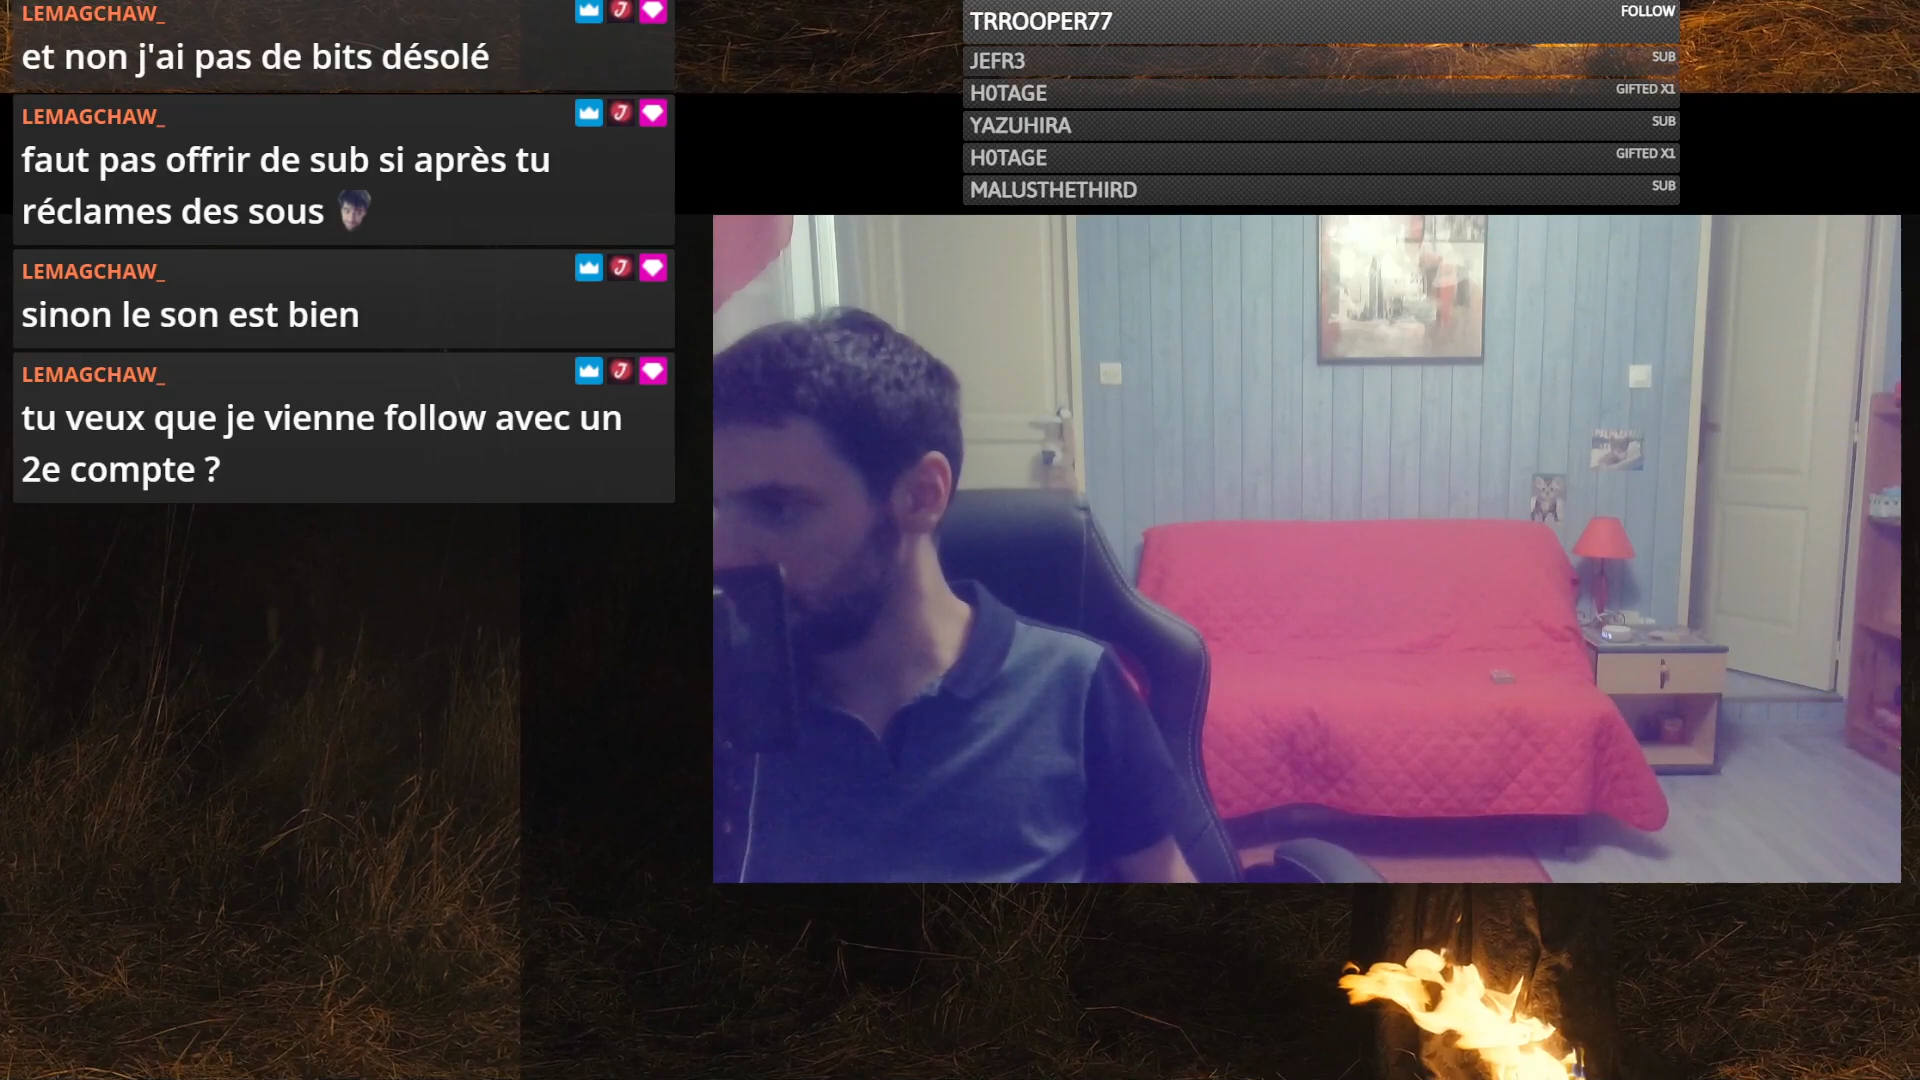 LEMAGCHAW_
et non j'ai pas de bits désolé
LEMAGCHAW_
faut pas offrir de sub si après tu
réclames des sous
LEMAGCHAW_
sinon le son est bien
LEMAGCHAW_
tu veux que je vienne follow avec un
2e compte ?
TRROOPER77 FOLLOW
JEFR3 SUB
H0TAGE GIFTED X1
YAZUHIRA SUB
H0TAGE GIFTED X1
MALUSTHETHIRD SUB